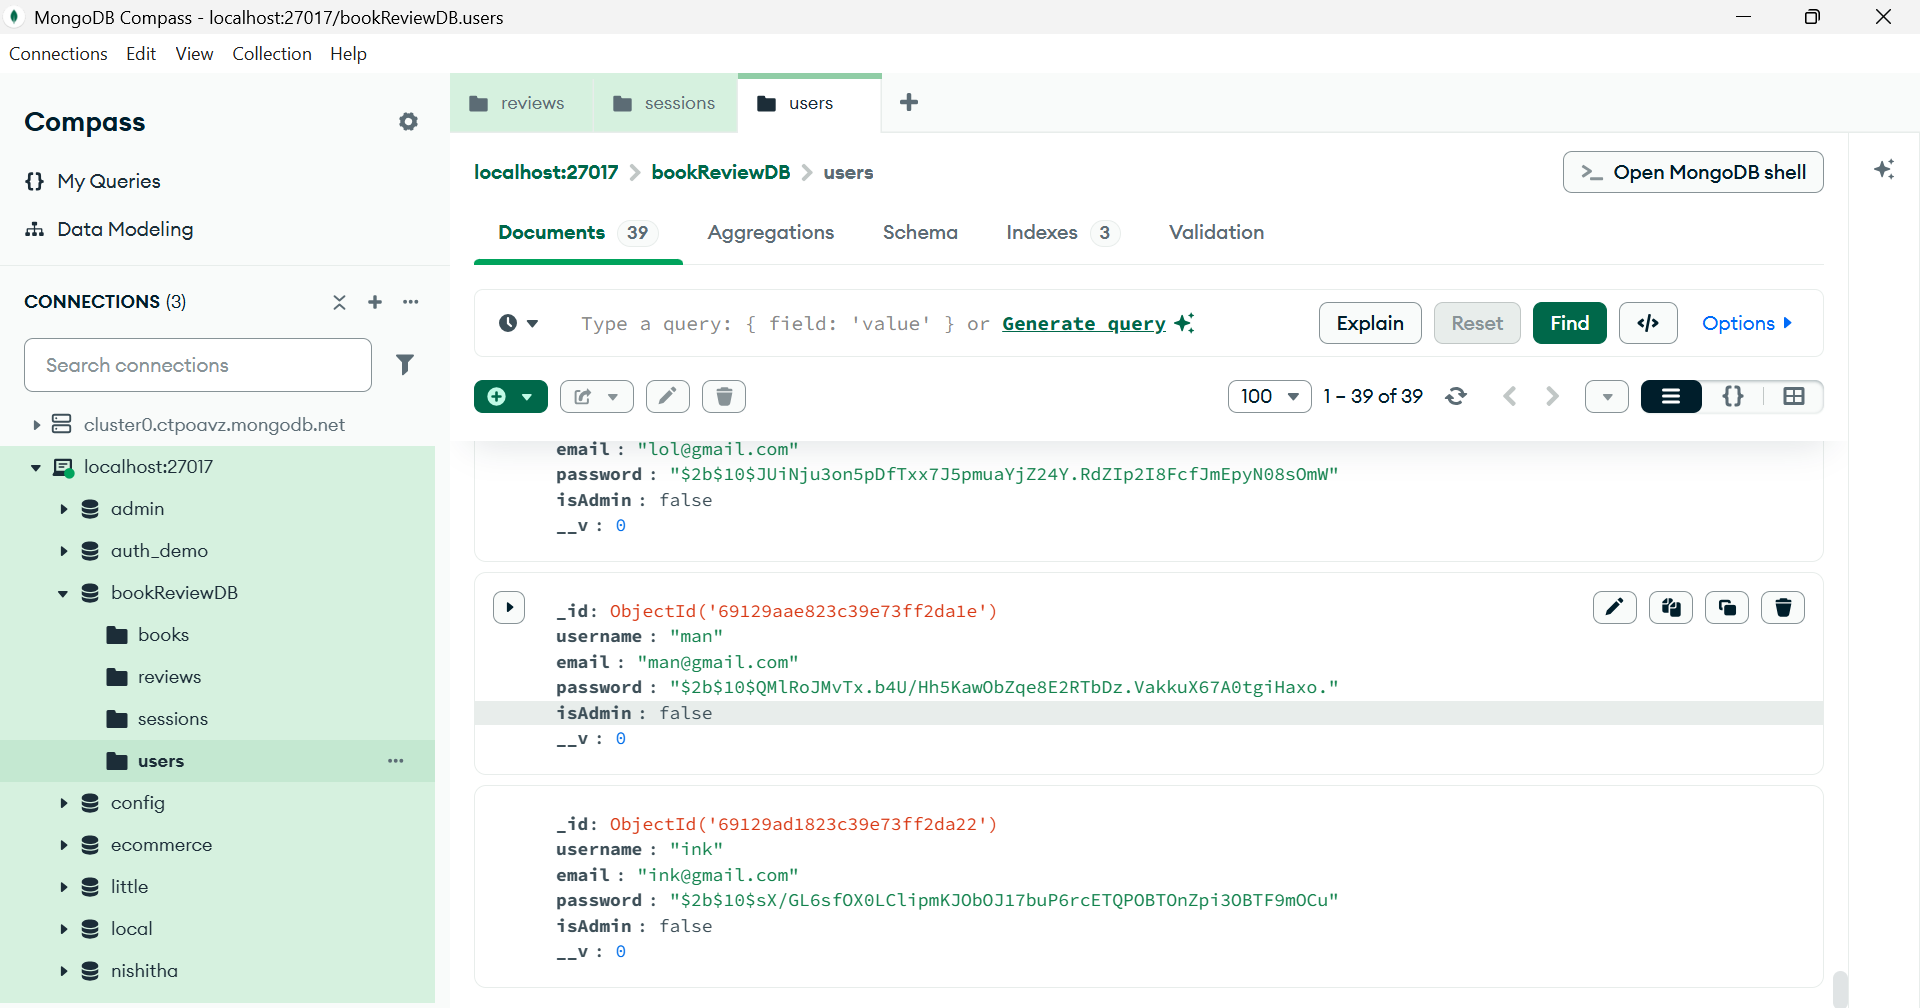 MongoDB Compass - localhost:27017/bookReviewDB.users
Connections Edit View Collection Help
Compass
My Queries
Data Modeling
CONNECTIONS (3)
Search connections
cluster0.ctpoavz.mongodb.net
localhost:27017
admin
auth_demo
bookReviewDB
books
reviews
sessions
users
config
ecommerce
little
local
nishitha
reviews sessions users
localhost:27017 > bookReviewDB > users
>_ Open MongoDB shell
Documents 39 Aggregations Schema Indexes 3 Validation
Type a query: { field: 'value' } or Generate query
Explain Reset Find </> Options
100 1 – 39 of 39 {}
email : "lol@gmail.com"
password : "$2b$10$JUiNju3on5pDfTxx7J5pmuaYjZ24Y.RdZIp2I8FcfJmEpyN08sOmW"
isAdmin : false
__v : 0
_id: ObjectId('69129aae823c39e73ff2da1e')
username : "man"
email : "man@gmail.com"
password : "$2b$10$QMlRoJMvTx.b4U/Hh5KawObZqe8E2RTbDz.VakkuX67A0tgiHaxo."
isAdmin : false
__v : 0
_id: ObjectId('69129ad1823c39e73ff2da22')
username : "ink"
email : "ink@gmail.com"
password : "$2b$10$sX/GL6sfOX0LClipmKJObOJ17buP6rcETQPOBTOnZpi3OBTF9mOCu"
isAdmin : false
__v : 0